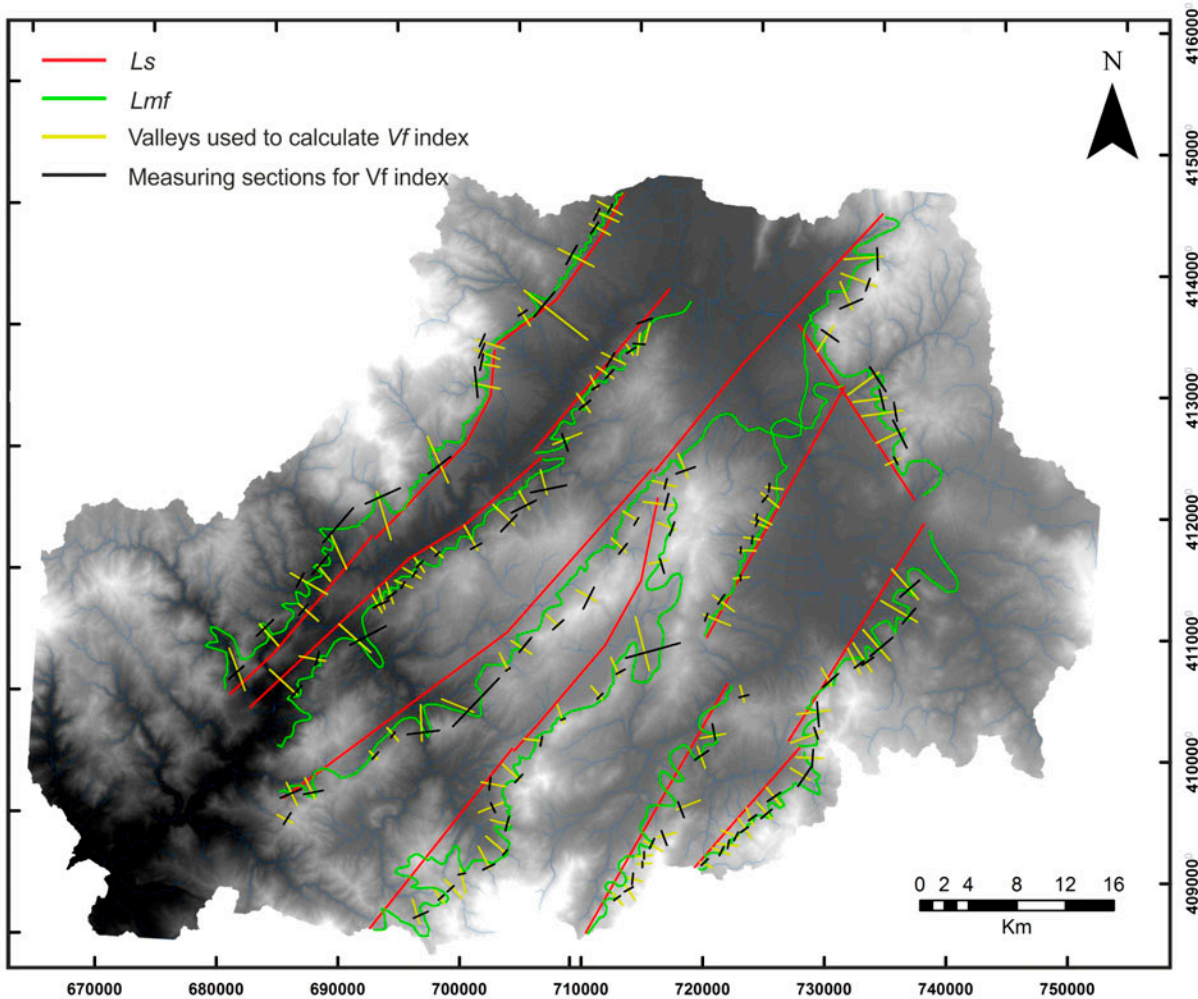 Ls
Lmf
Valleys used to calculate Vf index
Measuring sections for Vf index
N
4160000
4150000
4140000
4130000
4120000
4110000
4100000
4090000
0 2 4 8 12 16
Km
670000 680000 690000 700000 710000 720000 730000 740000 750000